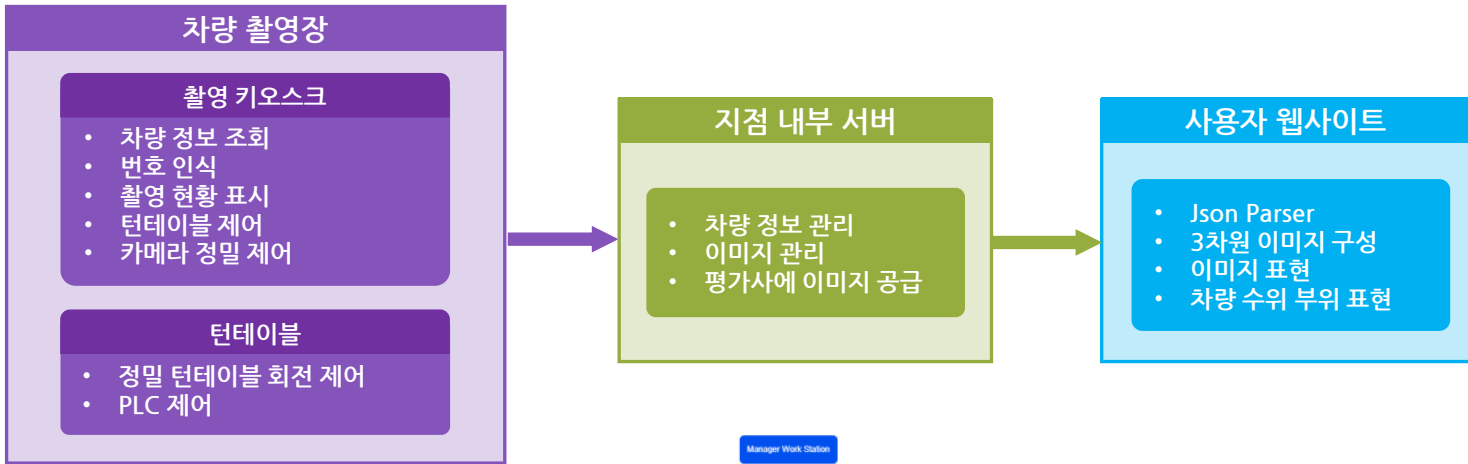 차량 촬영장
촬영 키오스크
• 차량 정보 조회
• 번호 인식
• 촬영 현황 표시
• 턴테이블 제어
• 카메라 정밀 제어
턴테이블
• 정밀 턴테이블 회전 제어
• PLC 제어
지점 내부 서버
• 차량 정보 관리
• 이미지 관리
• 평가사에 이미지 공급
사용자 웹사이트
• Json Parser
• 3차원 이미지 구성
• 이미지 표현
• 차량 수위 부위 표현
Manager Work Station